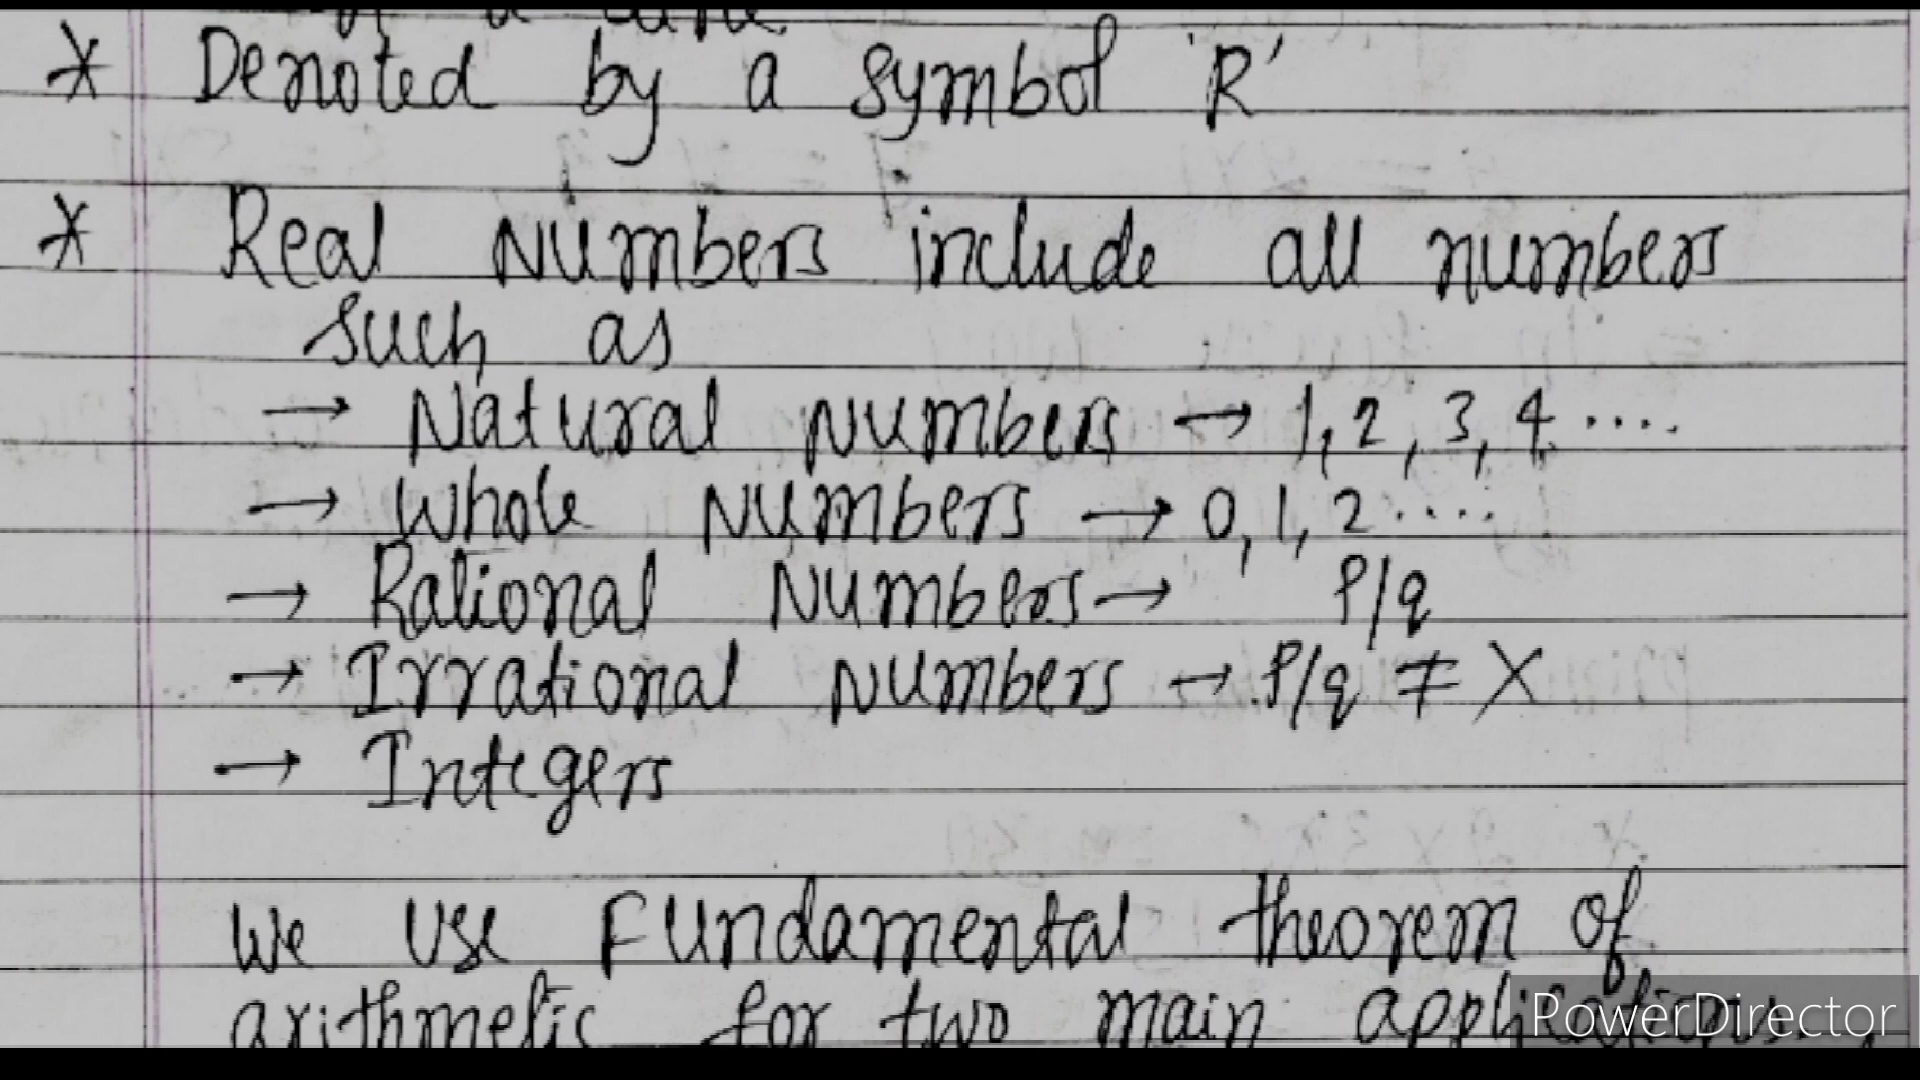 * Denoted by a symbol 'R'
* Real Numbers include all numbers
such as
→ Natural Numbers → 1, 2, 3, 4....
→ Whole Numbers → 0, 1, 2....
→ Rational Numbers → P/q
→ Irrational Numbers → P/q ≠ X
→ Integers
We use Fundamental theorem of
arithmetic for two main applications.
PowerDirector